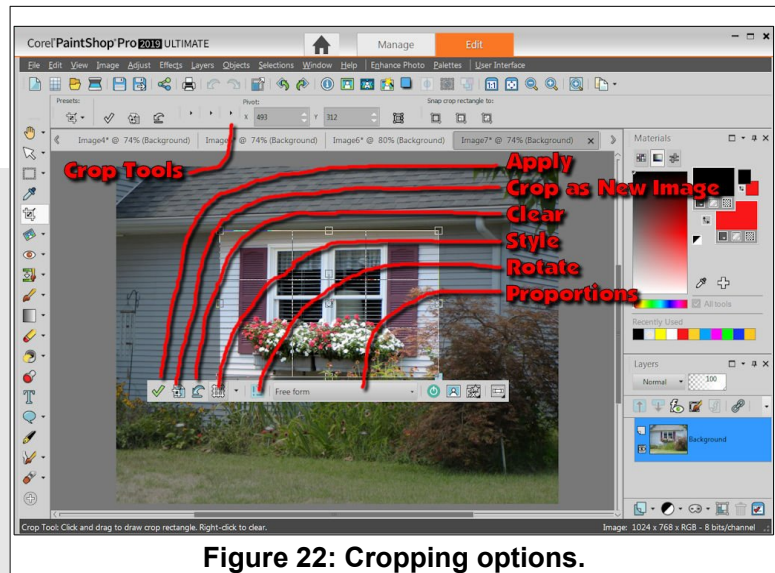 Corel® PaintShop® Pro 2019 ULTIMATE
Manage
Edit
File Edit View Image Adjust Effects Layers Objects Selections Window Help Enhance Photo Palettes User Interface
Presets:
Pivot:
X 493 Y 312
Snap crop rectangle to:
Image4* @ 74% (Background)
74% (Background)
Image6* @ 80% (Background)
Image7* @ 74% (Background)
Materials
Crop Tools
Apply
Crop as New Image
Clear
Style
Rotate
Proportions
Free form
All tools
Recently Used
Layers
Normal
100
Background
Crop Tool: Click and drag to draw crop rectangle. Right-click to clear.
Image: 1024 x 768 x RGB - 8 bits/channel
Figure 22: Cropping options.